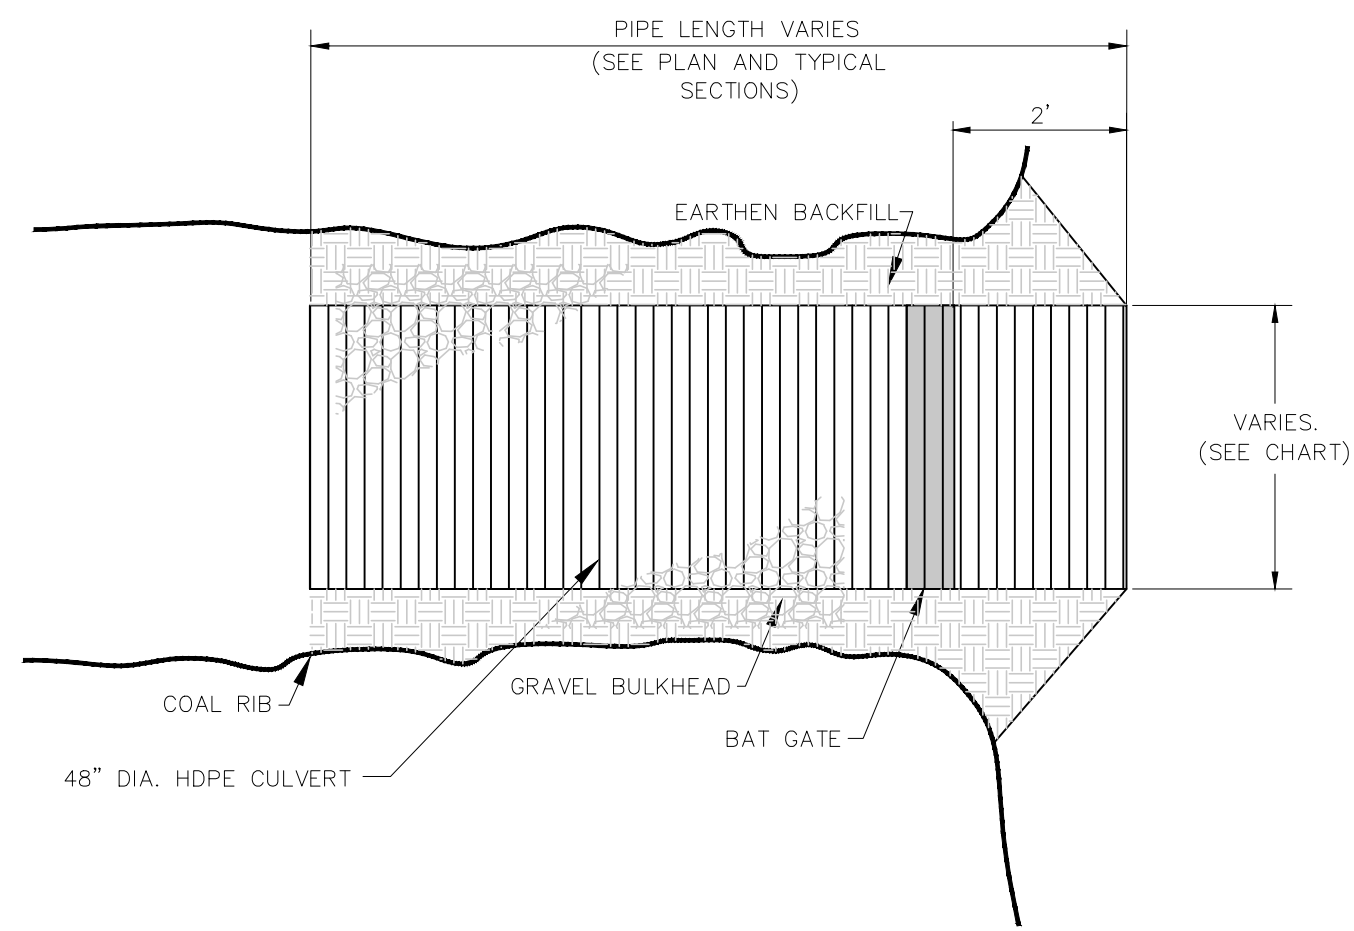 PIPE LENGTH VARIES
(SEE PLAN AND TYPICAL
SECTIONS)
2'
EARTHEN BACKFILL
VARIES.
(SEE CHART)
GRAVEL BULKHEAD
COAL RIB
BAT GATE
48” DIA. HDPE CULVERT